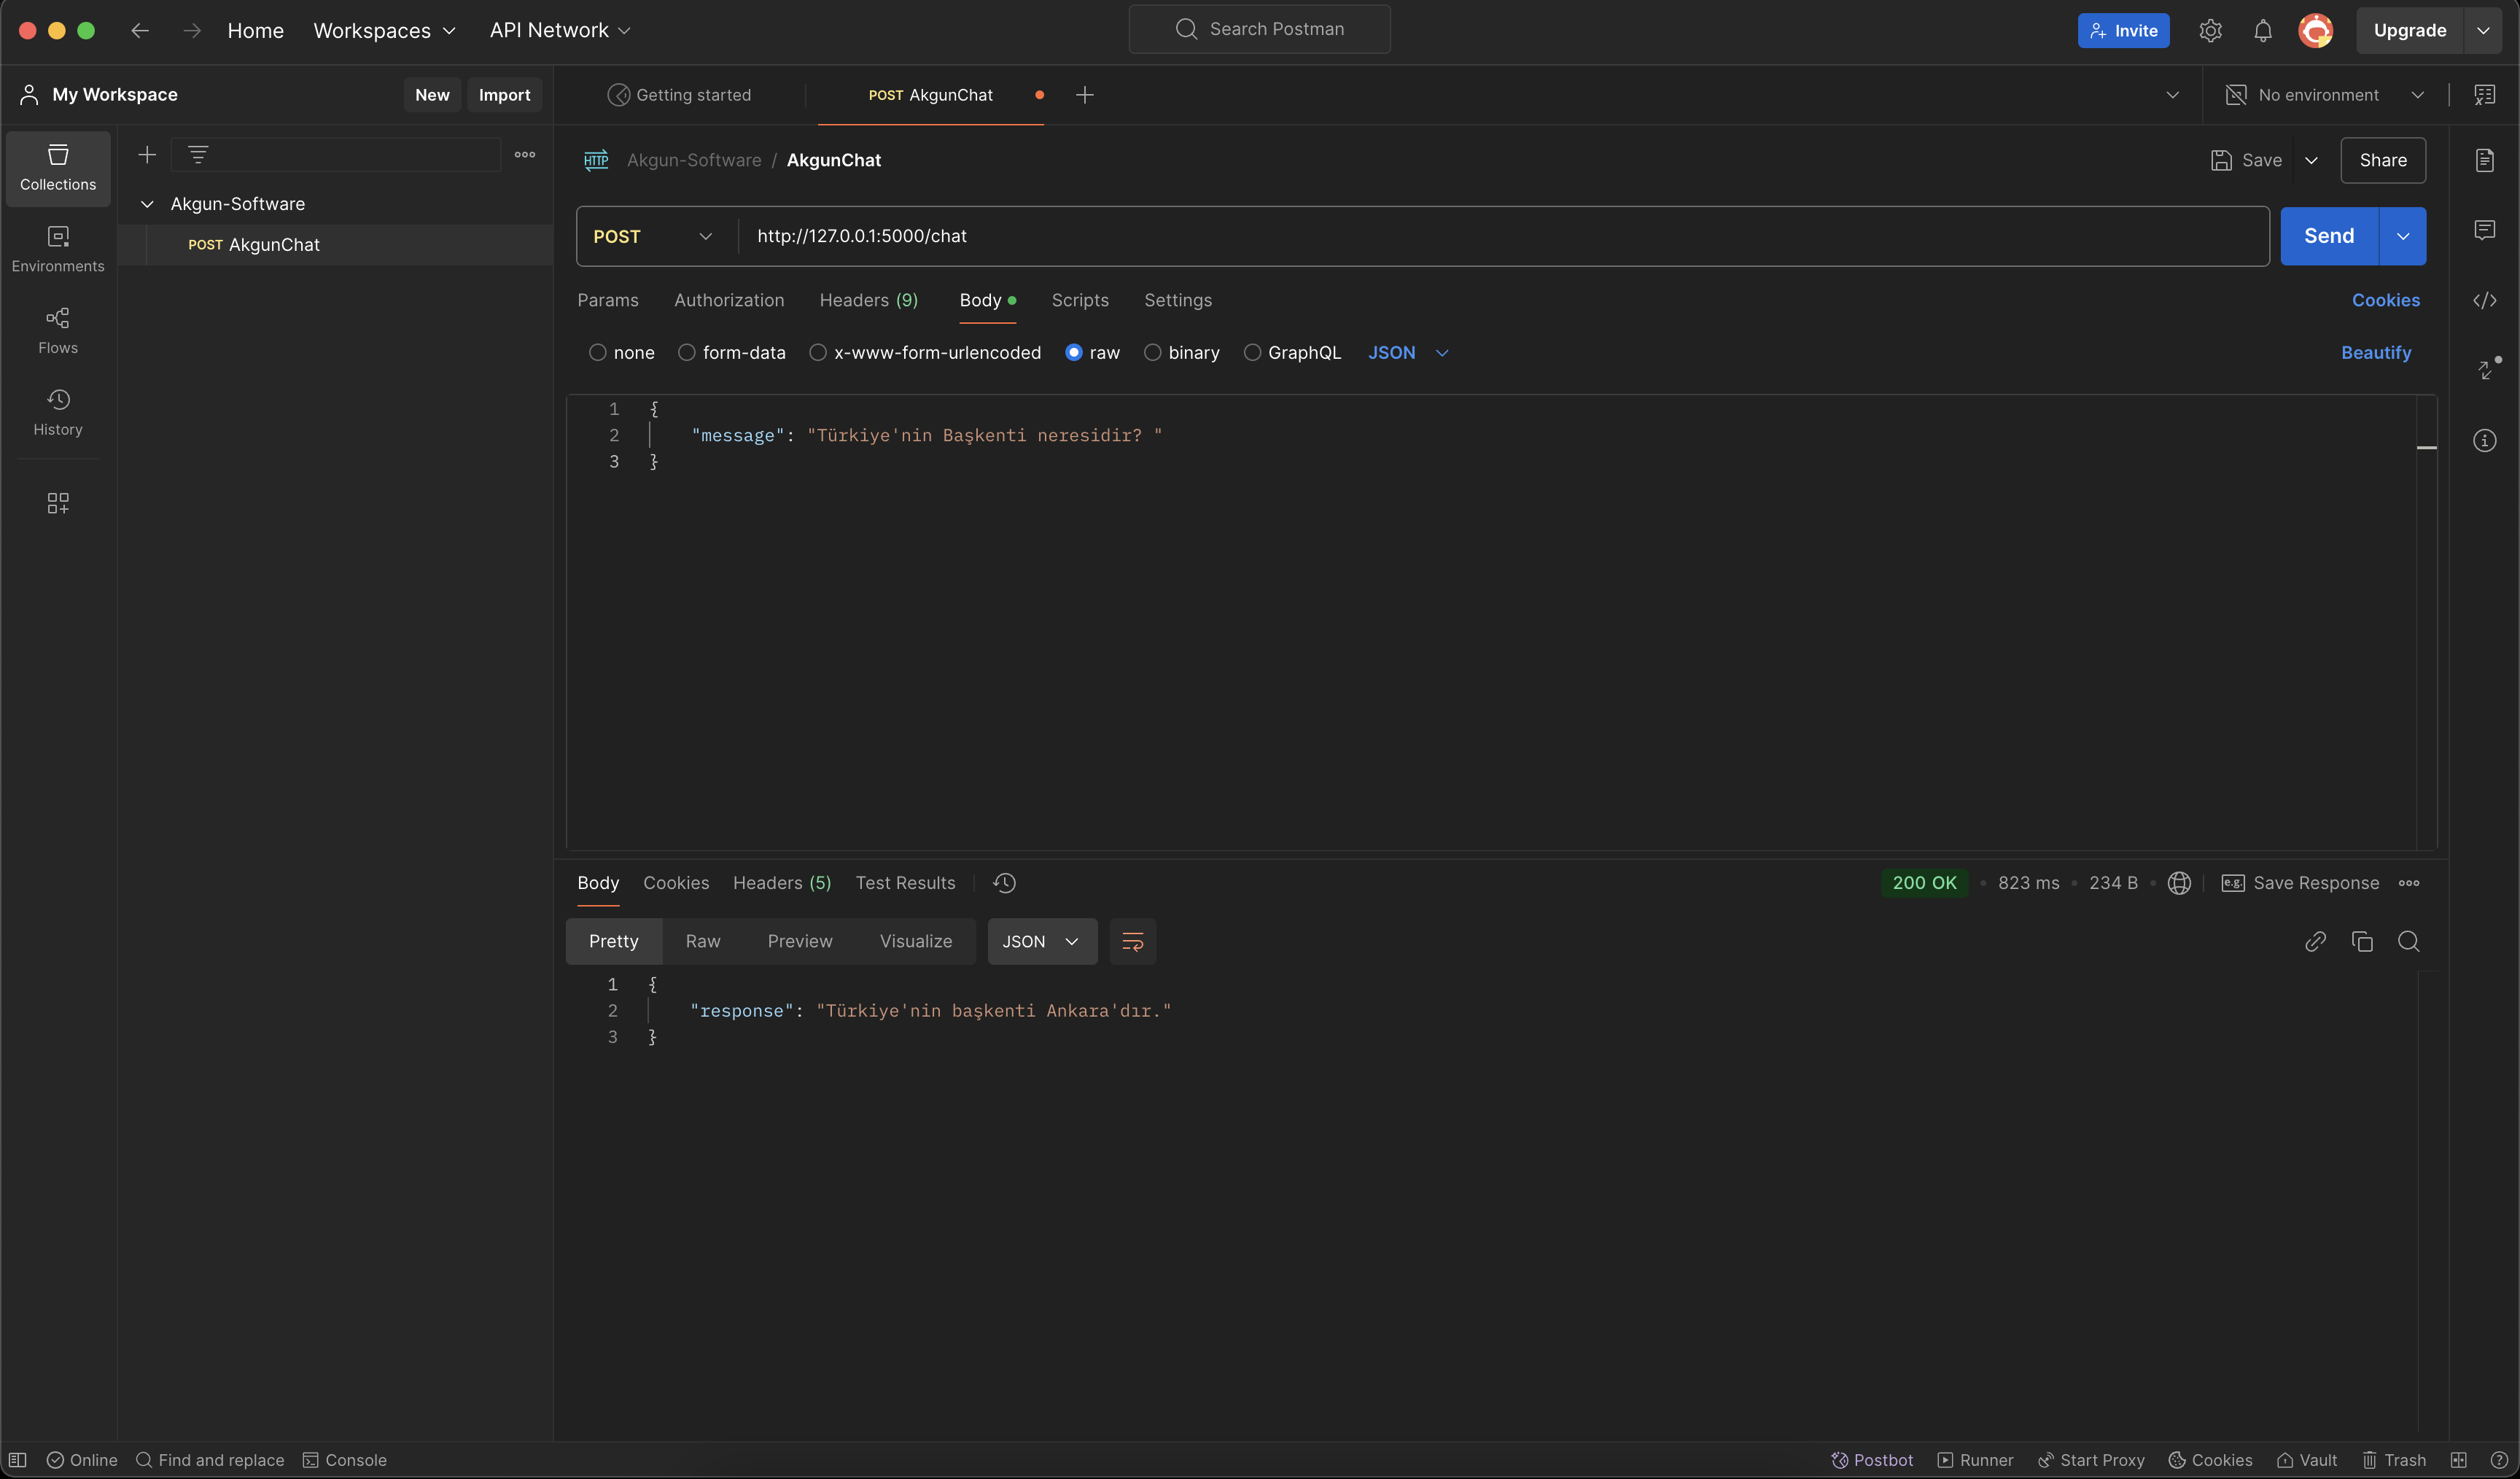 Home Workspaces API Network Search Postman Invite Upgrade
My Workspace New Import Getting started POST AkgunChat No environment
HTTP Akgun-Software / AkgunChat Save Share
Collections
Akgun-Software
POST AkgunChat
Environments
Flows
History
POST http://127.0.0.1:5000/chat Send
Params Authorization Headers (9) Body Scripts Settings Cookies
none form-data x-www-form-urlencoded raw binary GraphQL JSON Beautify
1 {
2 "message": "Türkiye'nin Başkenti neresidir? "
3 }
Body Cookies Headers (5) Test Results 200 OK 823 ms 234 B e.g. Save Response
Pretty Raw Preview Visualize JSON
1 {
2 "response": "Türkiye'nin başkenti Ankara'dır."
3 }
Online Find and replace Console Postbot Runner Start Proxy Cookies Vault Trash